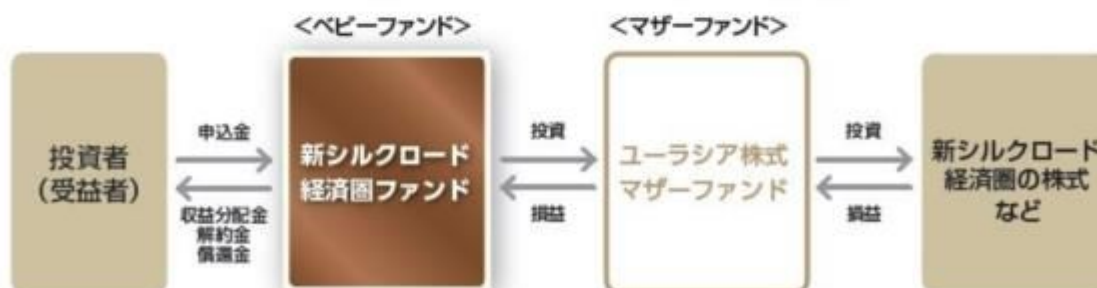 <ベビーファンド>
<マザーファンド>
投資者
（受益者）
申込金
収益分配金
解約金
償還金
新シルクロード
経済圏ファンド
投資
損益
ユーラシア株式
マザーファンド
投資
損益
新シルクロード
経済圏の株式
など